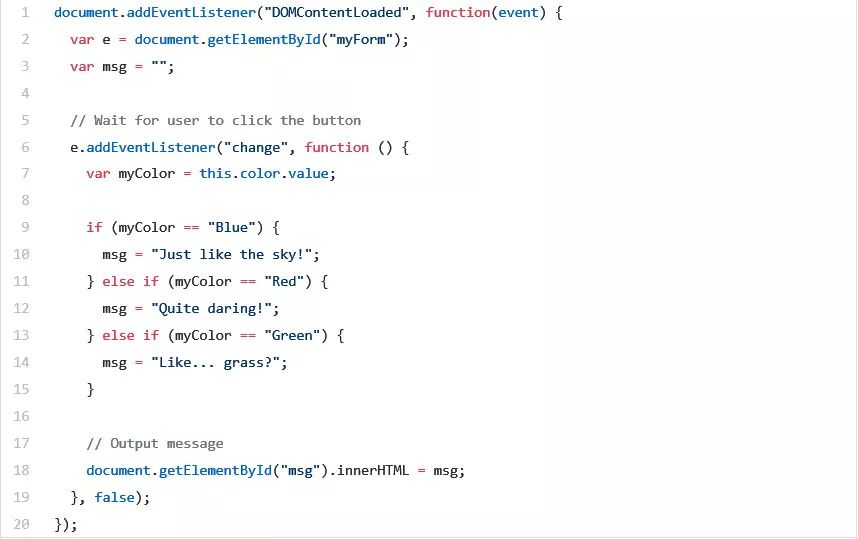 1 document.addEventListener("DOMContentLoaded", function(event) {
2 var e = document.getElementById("myForm");
3 var msg = "";
4
5 // Wait for user to click the button
6 e.addEventListener("change", function () {
7 var myColor = this.color.value;
8
9 if (myColor == "Blue") {
10 msg = "Just like the sky!";
11 } else if (myColor == "Red") {
12 msg = "Quite daring!";
13 } else if (myColor == "Green") {
14 msg = "Like... grass?";
15 }
16
17 // Output message
18 document.getElementById("msg").innerHTML = msg;
19 }, false);
20 });